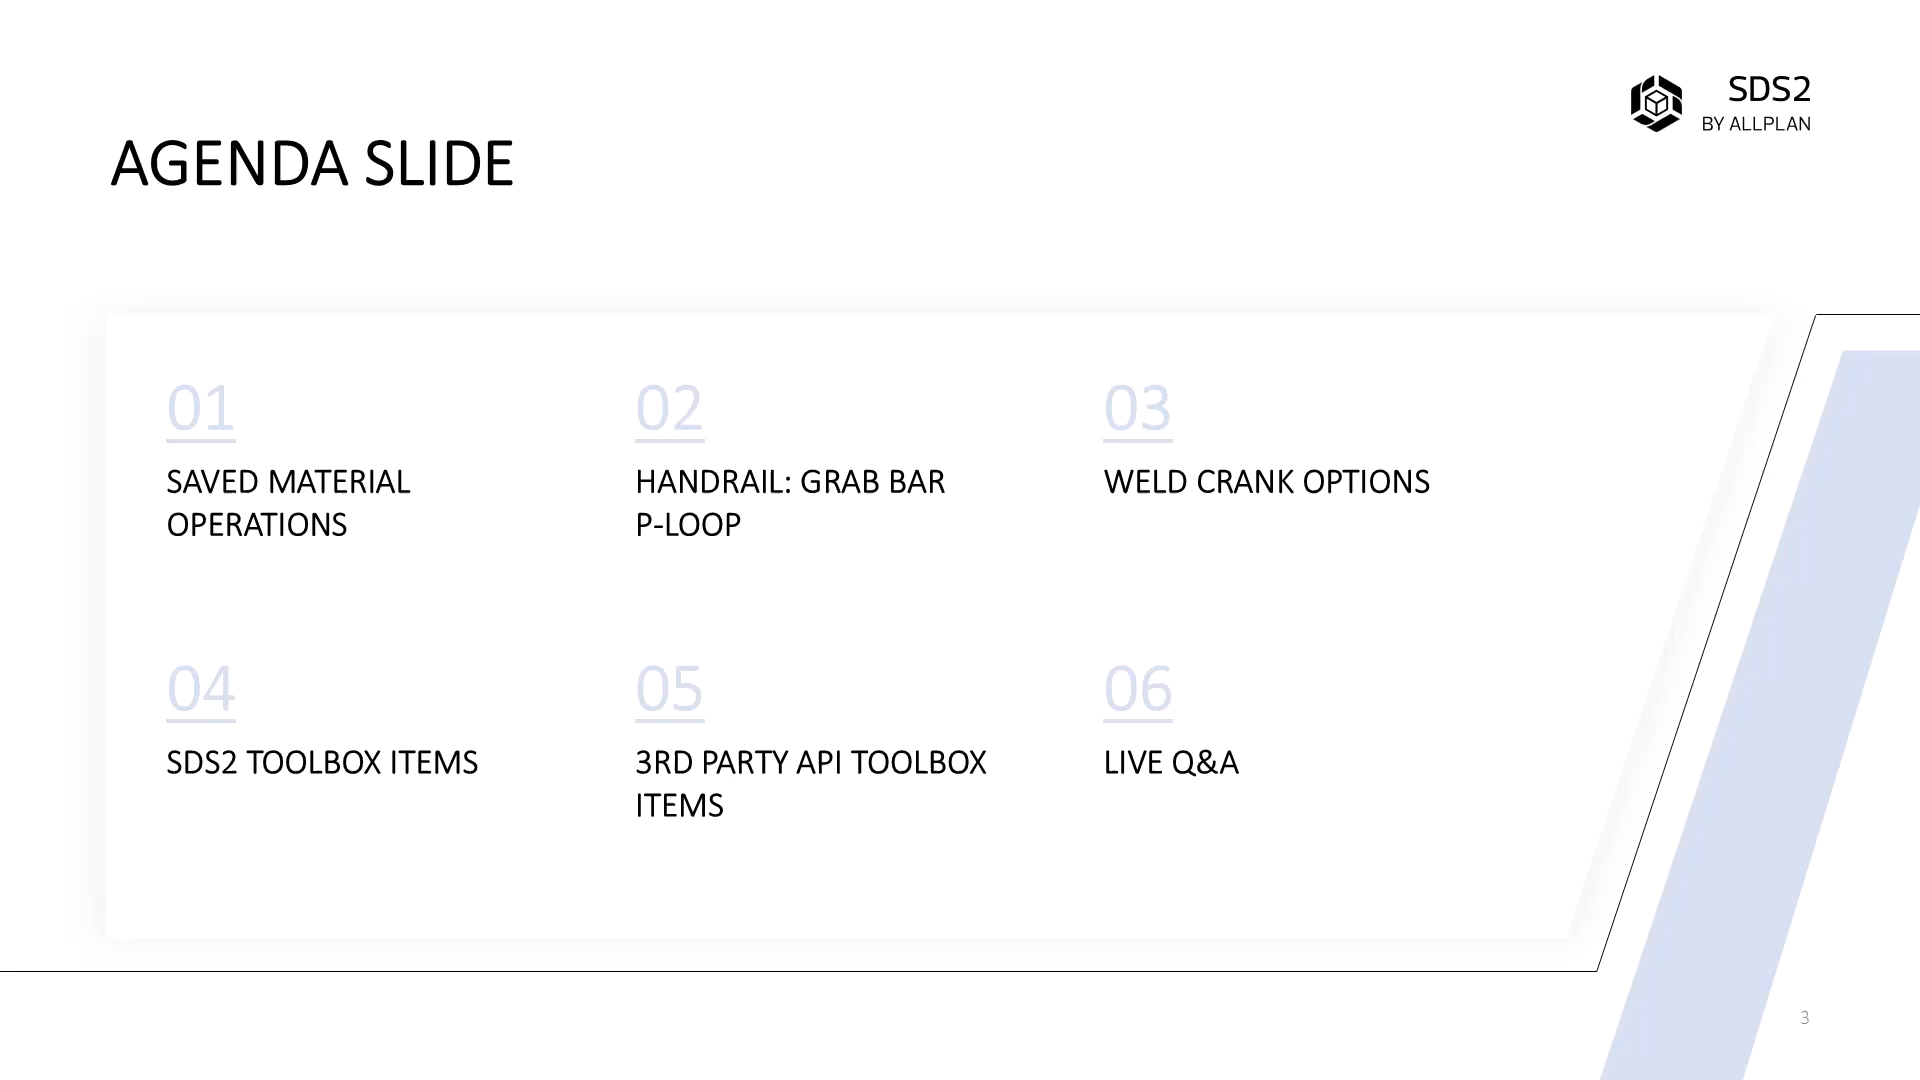 SDS2
BY ALLPLAN
AGENDA SLIDE
01
SAVED MATERIAL
OPERATIONS
02
HANDRAIL: GRAB BAR
P-LOOP
03
WELD CRANK OPTIONS
04
SDS2 TOOLBOX ITEMS
05
3RD PARTY API TOOLBOX
ITEMS
06
LIVE Q&A
3